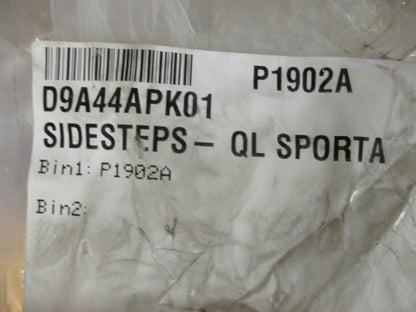 P1902A
D9A44APK01
SIDESTEPS- QL SPORTA
Bin1: P1902A
Bin2: